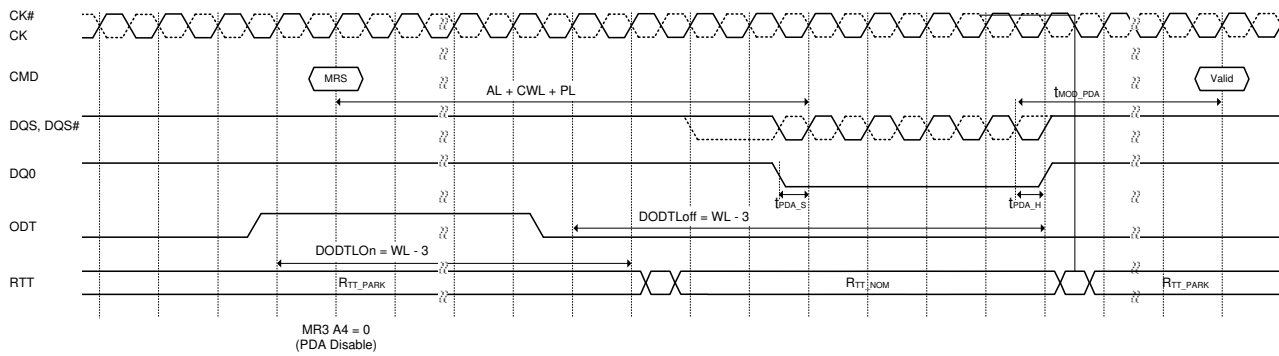 CK#
CK
CMD
MRS
Valid
AL + CWL + PL
tMOD_PDA
DQS, DQS#
DQ0
tPDA_S
tPDA_H
DODTLoff = WL - 3
ODT
DODTLOn = WL - 3
RTT
RTT_PARK
RTT_NOM
RTT_PARK
MR3 A4 = 0
(PDA Disable)